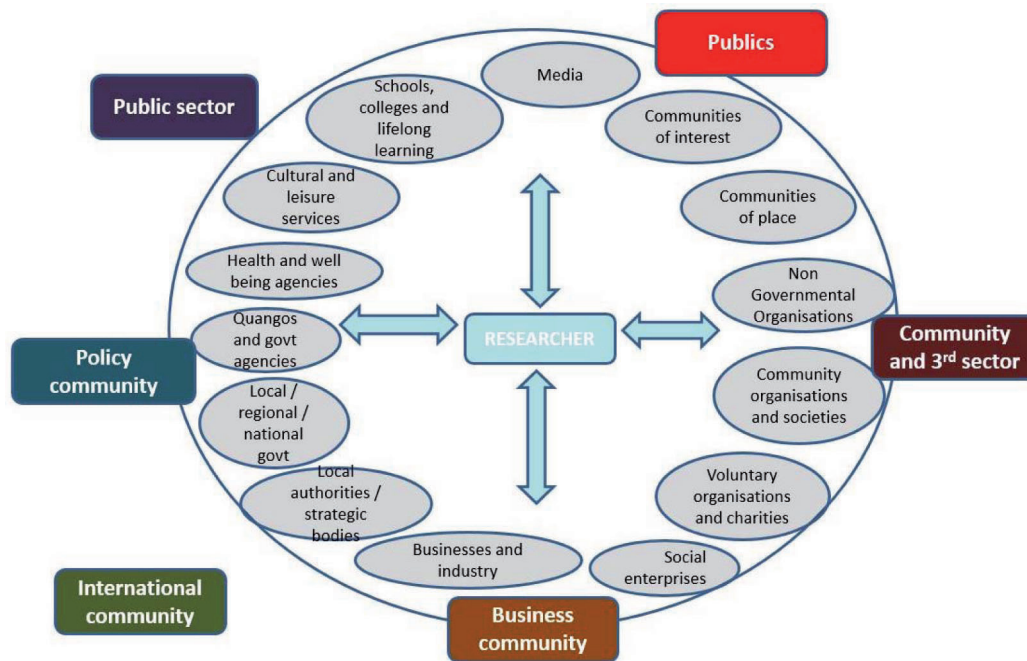 Publics
Public sector
Media
Schools,
colleges and
lifelong
learning
Communities
of interest
Cultural and
leisure
services
Communities
of place
Health and well
being agencies
Non
Governmental
Organisations
Quangos
and govt
agencies
RESEARCHER
Policy
community
Community
and 3rd sector
Local /
regional /
national
govt
Community
organisations
and societies
Local
authorities /
strategic
bodies
Voluntary
organisations
and charities
Businesses and
industry
Social
enterprises
International
community
Business
community